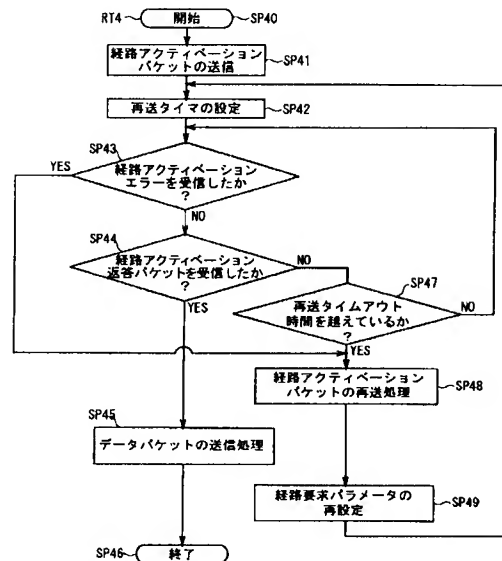 RT4
開始
SP40
経路アクティベーション
パケットの送信
SP41
再送タイマの設定
SP42
SP43
YES
経路アクティベーション
エラーを受信したか
?
NO
SP44
経路アクティベーション
返答パケットを受信したか
?
NO
YES
SP47
再送タイムアウト
時間を越えているか
?
NO
YES
経路アクティベーション
パケットの再送処理
SP48
SP45
データパケットの送信処理
経路要求パラメータの
再設定
SP49
SP46
終了